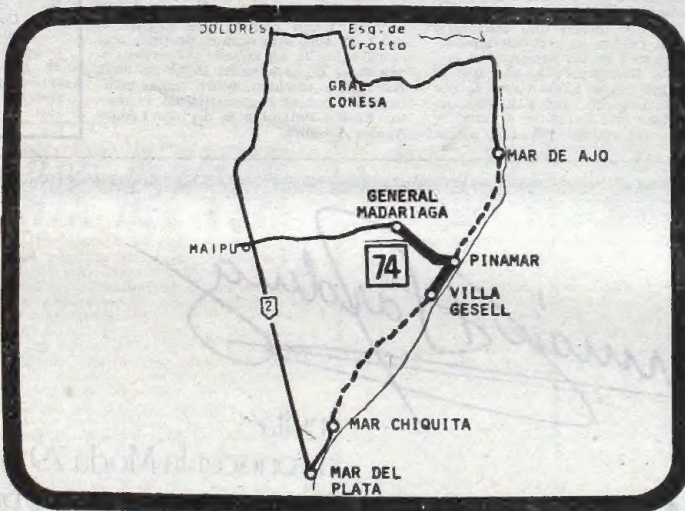 DOLORES
Esq. de
Crotto
GRAL
CONESA
MAR DE AJO
GENERAL
MADARIAGA
MAIPU
74
PINAMAR
VILLA
GESELL
2
MAR CHIQUITA
MAR DEL
PLATA